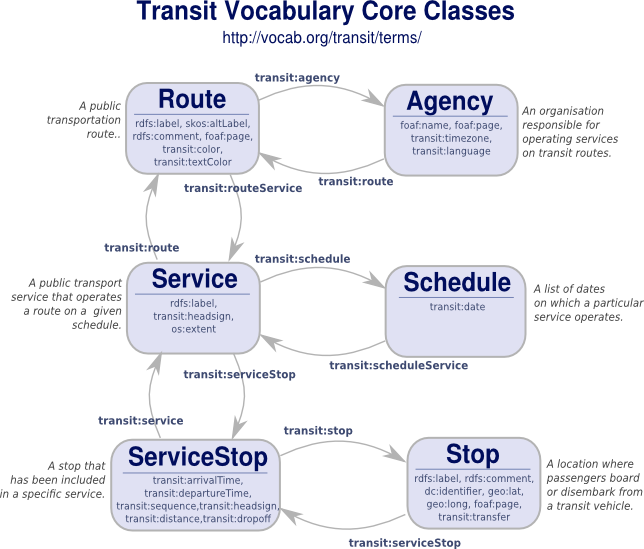 Transit Vocabulary Core Classes
http://vocab.org/transit/terms/
transit:agency
A public
transportation
route..
Route
rdfs:label, skos:altLabel,
rdfs:comment, foaf:page,
transit:color,
transit:textColor
Agency
foaf:name, foaf:page,
transit:timezone,
transit:language
An organisation
responsible for
operating services
on transit routes.
transit:route
transit:routeService
transit:route
transit:schedule
A public transport
service that operates
a route on a given
schedule.
Service
rdfs:label,
transit:headsign,
os:extent
Schedule
transit:date
A list of dates
on which a particular
service operates.
transit:scheduleService
transit:serviceStop
transit:service
transit:stop
A stop that
has been included
in a specific service.
ServiceStop
transit:arrivalTime,
transit:departureTime,
transit:sequence,transit:headsign,
transit:distance,transit:dropoff
Stop
rdfs:label, rdfs:comment,
dc:identifier, geo:lat,
geo:long, foaf:page,
transit:transfer
A location where
passengers board
or disembark from
a transit vehicle.
transit:serviceStop